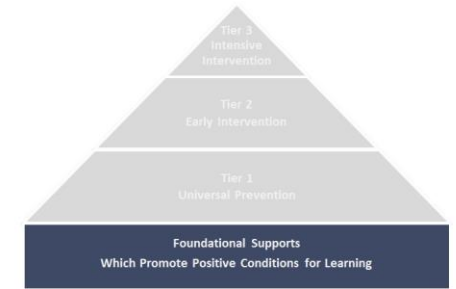 Tier 3
Intensive
Intervention
Tier 2
Early Intervention
Tier 1
Universal Prevention
Foundational Supports
Which Promote Positive Conditions for Learning